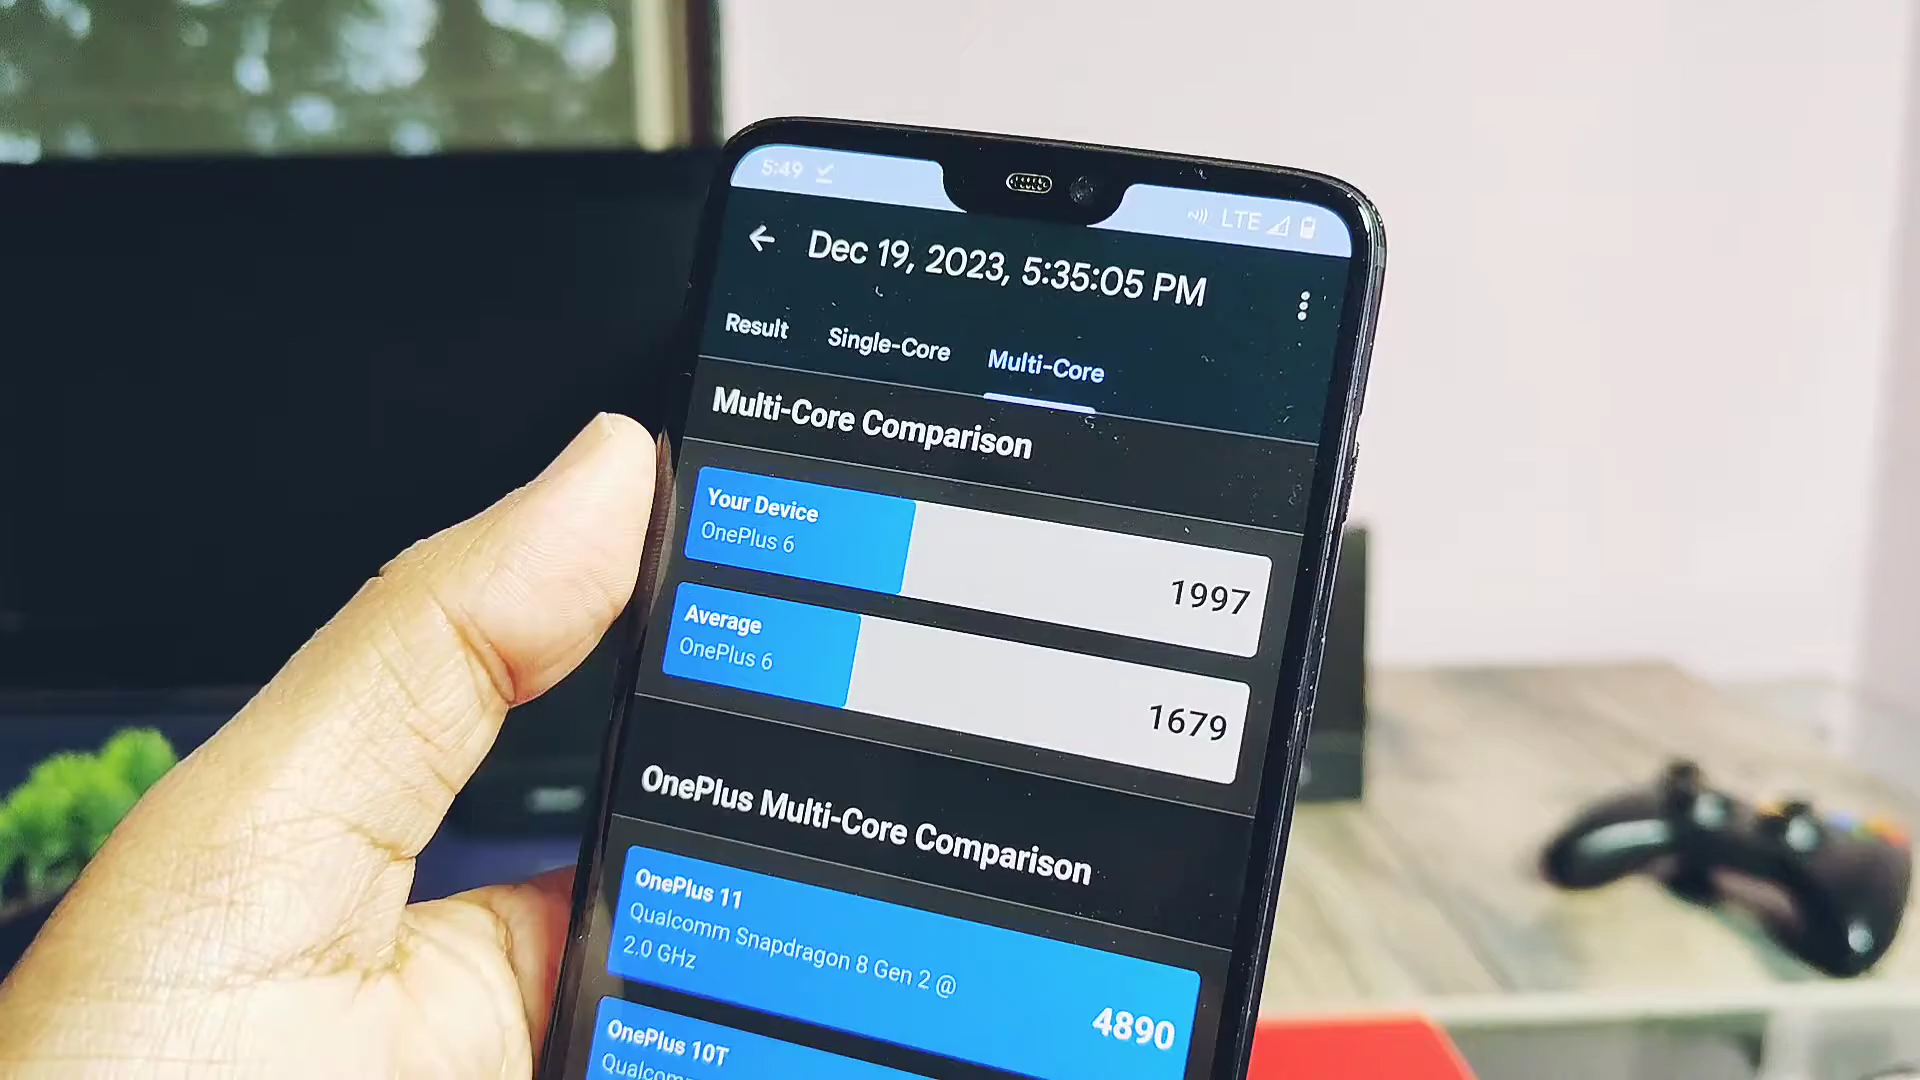 5:49
LTE
Dec 19, 2023, 5:35:05 PM
Result Single-Core Multi-Core
Multi-Core Comparison
Your Device
OnePlus 6
1997
Average
OnePlus 6
1679
OnePlus Multi-Core Comparison
OnePlus 11
Qualcomm Snapdragon 8 Gen 2 @
2.0 GHz
4890
OnePlus 10T